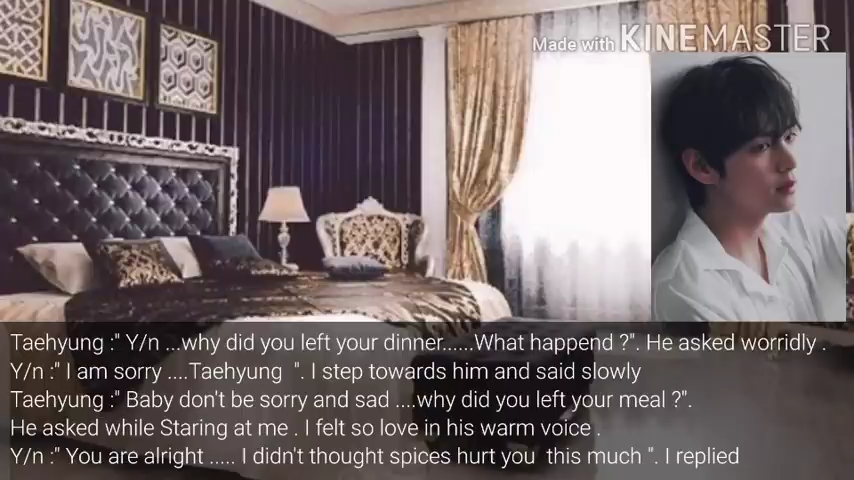 Made with KINEMASTER
Taehyung :" Y/n ...why did you left your dinner......What happend ?". He asked worridly .
Y/n :" I am sorry ....Taehyung  ". I step towards him and said slowly
Taehyung :" Baby don't be sorry and sad ....why did you left your meal ?".
He asked while Staring at me . I felt so love in his warm voice .
Y/n :" You are alright ..... I didn't thought spices hurt you  this much ". I replied